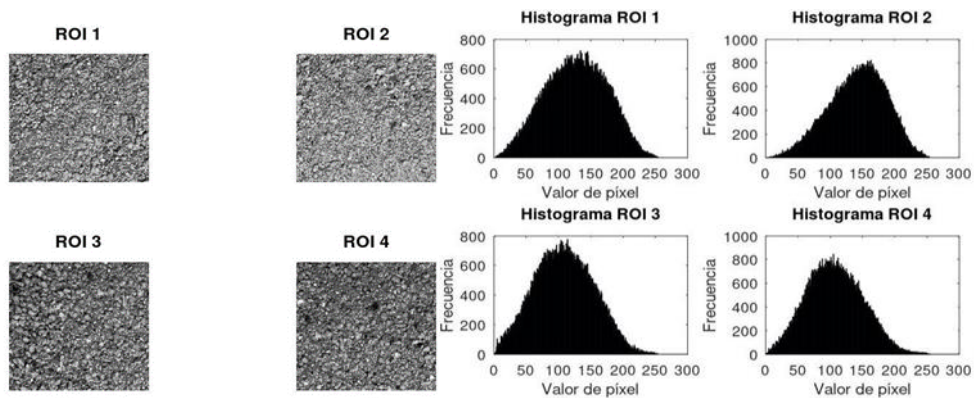 ROI 1
ROI 2
ROI 3
ROI 4
Histograma ROI 1
Frecuencia
800
600
400
200
0
0 50 100 150 200 250 300
Valor de píxel
Histograma ROI 2
Frecuencia
1000
800
600
400
200
0
0 50 100 150 200 250 300
Valor de píxel
Histograma ROI 3
Frecuencia
800
600
400
200
0
0 50 100 150 200 250 300
Valor de píxel
Histograma ROI 4
Frecuencia
1000
800
600
400
200
0
0 50 100 150 200 250 300
Valor de píxel